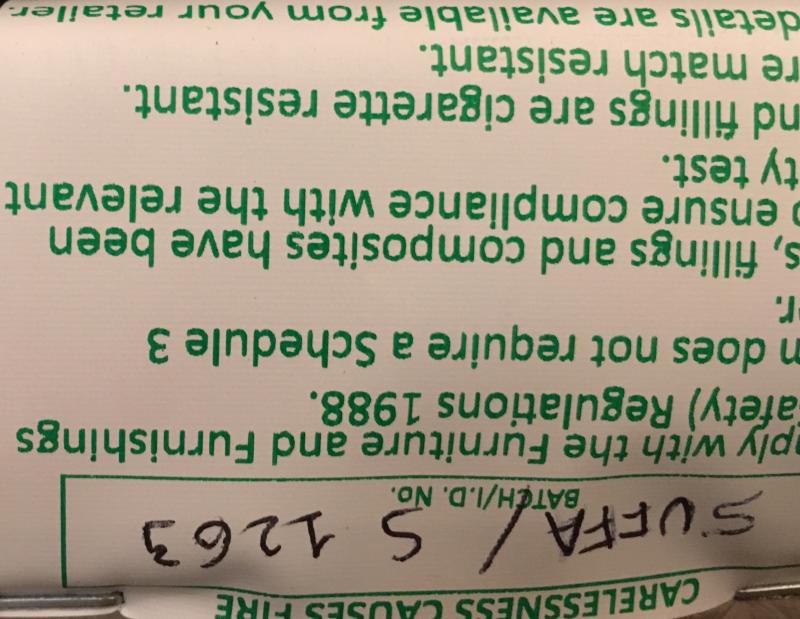 CARELESSNESS CAUSES FIRE
SUFFA / S 1263
BATCH/I.D. No.
ply with the Furniture and Furnishings
afety) Regulations 1988.
n does not require a Schedule 3
er.
s, fillings and composites have been
o ensure compliance with the relevant
ty test.
nd fillings are cigarette resistant.
re match resistant.
details are available from your retailer.